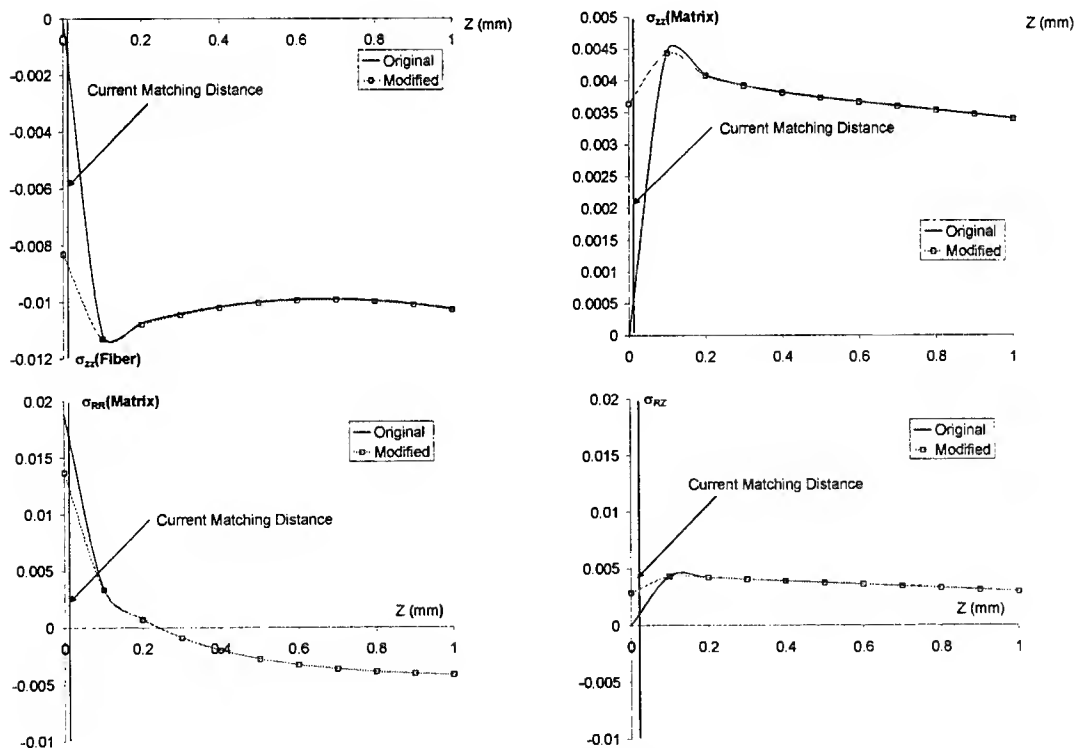 0
-0.002
-0.004
-0.006
-0.008
-0.01
-0.012
0 0.2 0.4 0.6 0.8 1
Z (mm)
Original
Modified
Current Matching Distance
σzz(Fiber)
σzz(Matrix)
Z (mm)
0.005
0.0045
0.004
0.0035
0.003
0.0025
0.002
0.0015
0.001
0.0005
0
Current Matching Distance
Original
Modified
0 0.2 0.4 0.6 0.8 1
σRR(Matrix)
0.02
0.015
0.01
0.005
0
-0.005
-0.01
Original
Modified
Current Matching Distance
Z (mm)
0 0.2 0.4 0.6 0.8 1
σRZ
0.02
0.015
0.01
0.005
0
-0.005
-0.01
Original
Modified
Current Matching Distance
Z (mm)
0 0.2 0.4 0.6 0.8 1